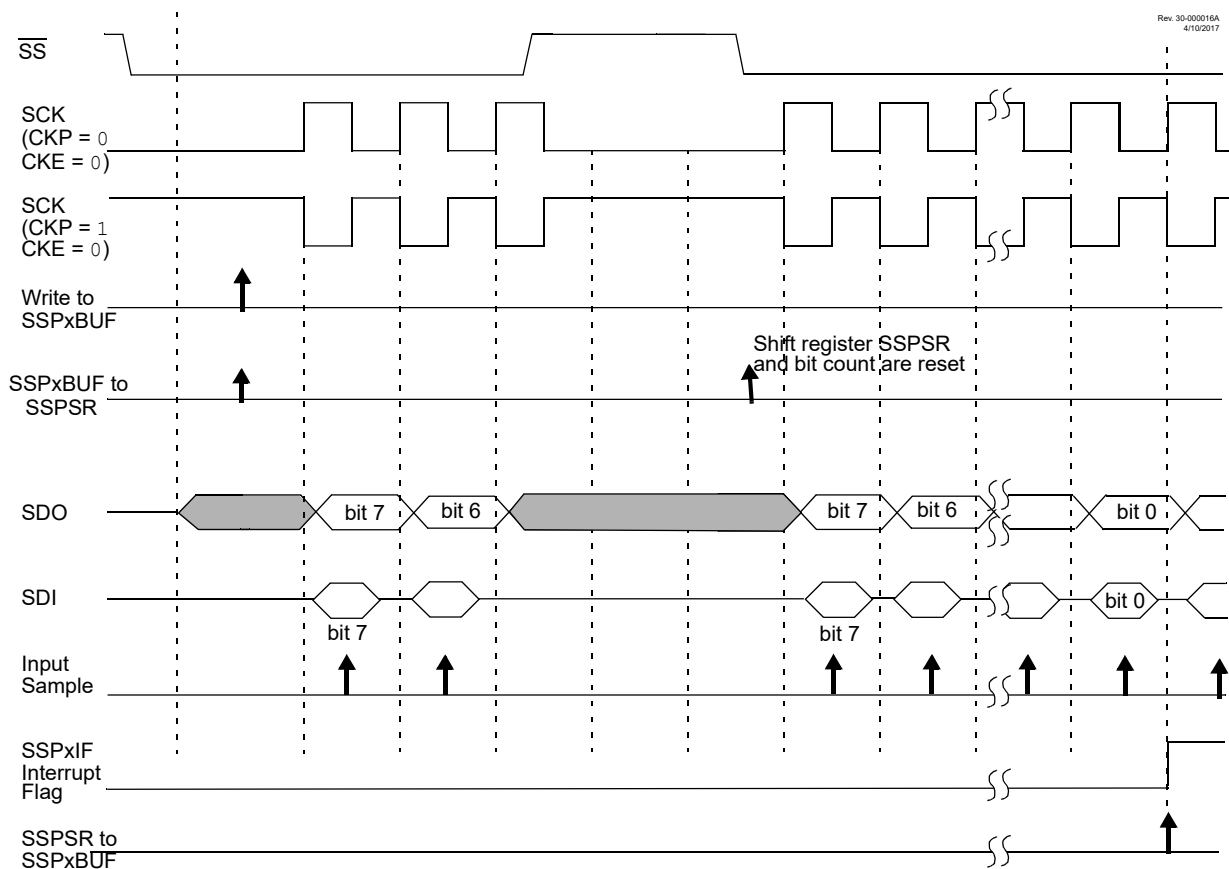 Rev. 30-000016A
4/10/2017
SS
SCK
(CKP = 0
CKE = 0)
SCK
(CKP = 1
CKE = 0)
Write to
SSPxBUF
Shift register SSPSR
and bit count are reset
SSPxBUF to
SSPSR
SDO
bit 7
bit 6
bit 7
bit 6
bit 0
SDI
bit 0
bit 7
bit 7
Input
Sample
SSPxIF
Interrupt
Flag
SSPSR to
SSPxBUF